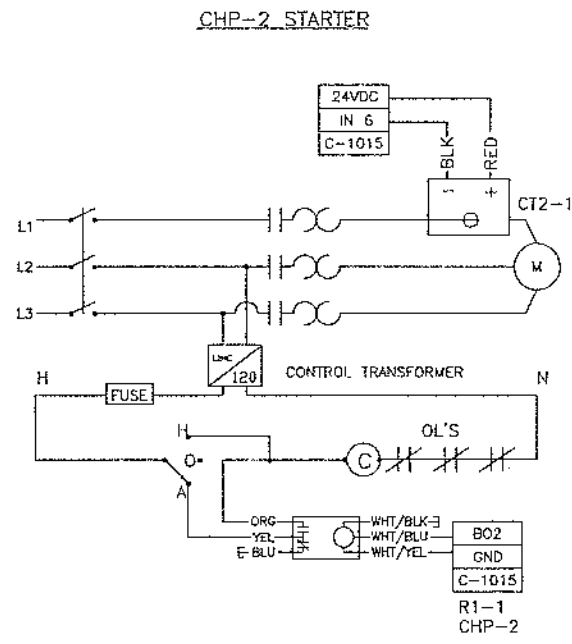 CHP-2 STARTER
24VDC
IN 6
C-1015
BLK
RED
- +
CT2-1
L1
L2
M
L3
120
CONTROL TRANSFORMER
H
N
FUSE
H
OL'S
O
C
A
ORG
WHT/BLK
YEL
WHT/BLU
BO2
BLU
WHT/YEL
GND
C-1015
R1-1
CHP-2